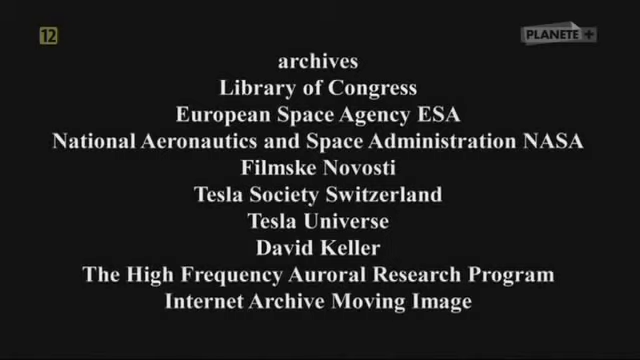 12
PLANETE +
archives
Library of Congress
European Space Agency ESA
National Aeronautics and Space Administration NASA
Filmske Novosti
Tesla Society Switzerland
Tesla Universe
David Keller
The High Frequency Auroral Research Program
Internet Archive Moving Image